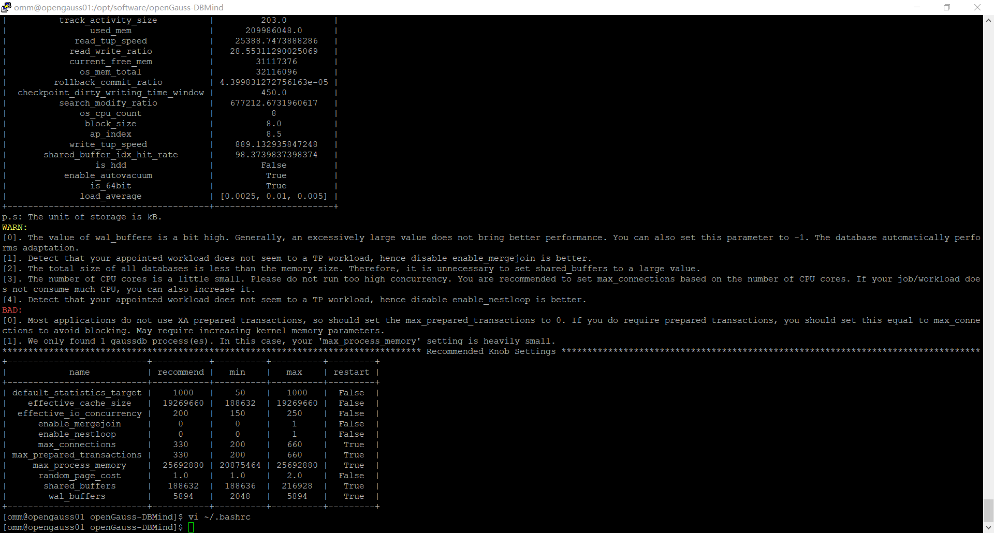 omm@opengauss01:/opt/software/openGauss-DBMind
| track_activity_size | 203.0 |
| used_mem | 209986048.0 |
| read_tup_speed | 25388.7473888286 |
| read_write_ratio | 28.55311290025069 |
| current_free_mem | 31117376 |
| os_mem_total | 32116096 |
| rollback_commit_ratio | 4.399031272756163e-05 |
| checkpoint_dirty_writing_time_window | 450.0 |
| search_modify_ratio | 677212.6731960617 |
| os_cpu_count | 8 |
| block_size | 8.0 |
| ap_index | 8.5 |
| write_tup_speed | 889.132935847248 |
| shared_buffer_idx_hit_rate | 98.3739837398374 |
| is_hdd | False |
| enable_autovacuum | True |
| is_64bit | True |
| load_average | [0.0025, 0.01, 0.005] |
p.s: The unit of storage is kB.
WARN:
[0]. The value of wal_buffers is a bit high. Generally, an excessively large value does not bring better performance. You can also set this parameter to -1. The database automatically perfo
rms adaptation.
[1]. Detect that your appointed workload does not seem to a TP workload, hence disable enable_mergejoin is better.
[2]. The total size of all databases is less than the memory size. Therefore, it is unnecessary to set shared_buffers to a large value.
[3]. The number of CPU cores is a little small. Please do not run too high concurrency. You are recommended to set max_connections based on the number of CPU cores. If your job/workload doe
s not consume much CPU, you can also increase it.
[4]. Detect that your appointed workload does not seem to a TP workload, hence disable enable_nestloop is better.
BAD:
[0]. Most applications do not use XA prepared transactions, so should set the max_prepared_transactions to 0. If you do require prepared transactions, you should set this equal to max_conne
ctions to avoid blocking. May require increasing kernel memory parameters.
[1]. We only found 1 gaussdb process(es). In this case, your 'max_process_memory' setting is heavily small.
******************************************************************************** Recommended Knob Settings ********************************************************************************
| name | recommend | min | max | restart |
| default_statistics_target | 1000 | 50 | 1000 | False |
| effective_cache_size | 19269660 | 188632 | 19269660 | False |
| effective_io_concurrency | 200 | 150 | 250 | False |
| enable_mergejoin | 0 | 0 | 1 | False |
| enable_nestloop | 0 | 0 | 1 | False |
| max_connections | 330 | 200 | 660 | True |
| max_prepared_transactions | 330 | 200 | 660 | True |
| max_process_memory | 25692880 | 20875464 | 25692880 | True |
| random_page_cost | 1.0 | 1.0 | 2.0 | False |
| shared_buffers | 188632 | 188636 | 216928 | True |
| wal_buffers | 5894 | 2048 | 5894 | True |
[omm@opengauss01 openGauss-DBMind]$ vi ~/.bashrc
[omm@opengauss01 openGauss-DBMind]$